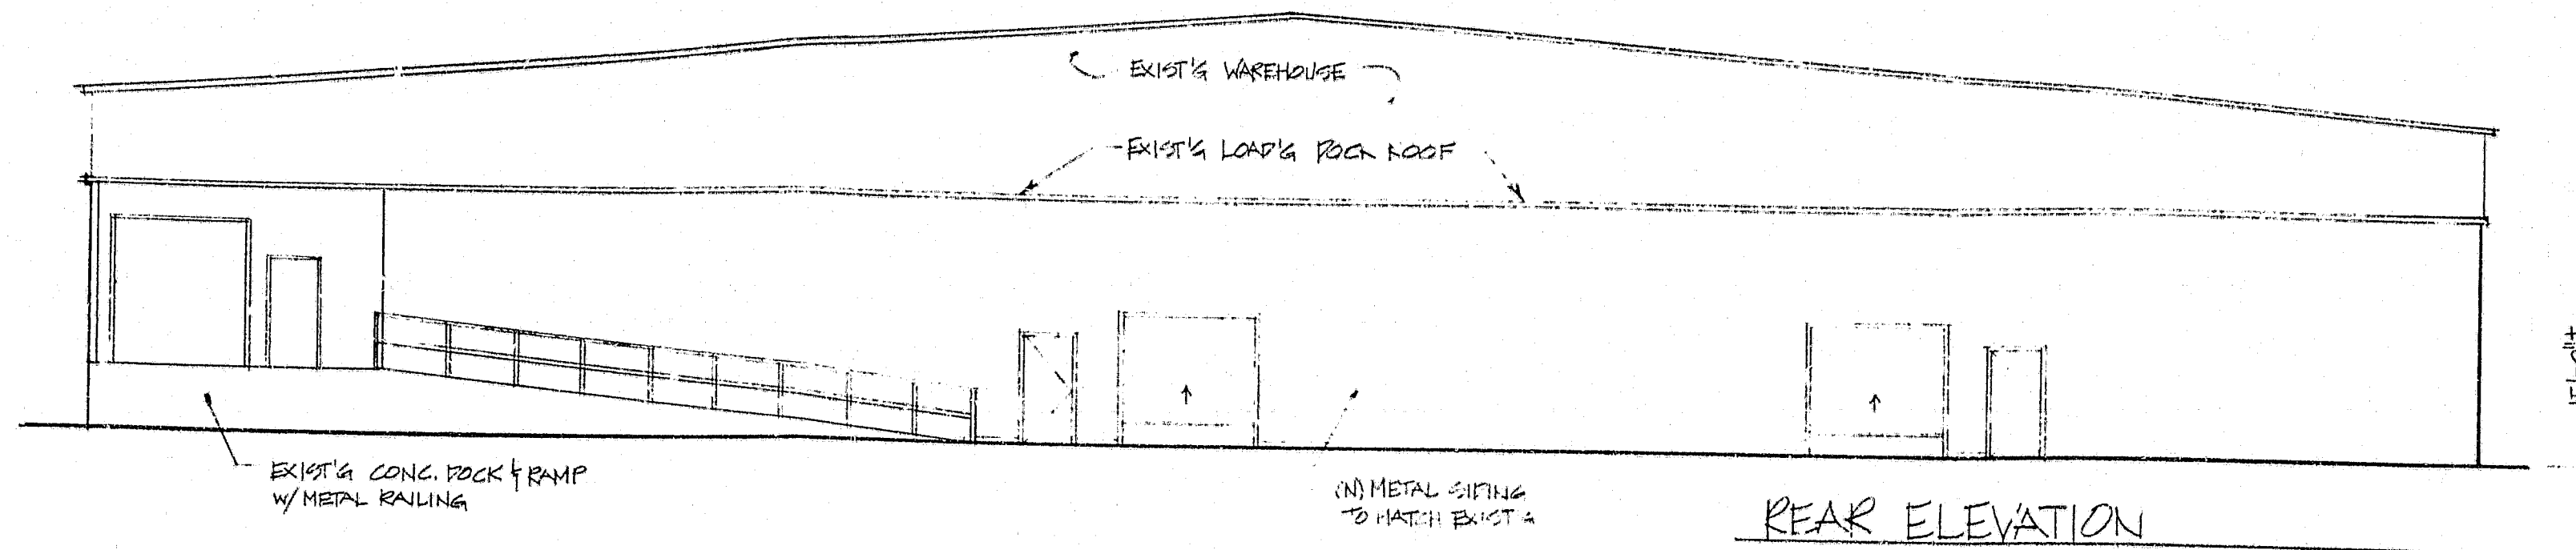 EXIST'G WAREHOUSE
EXIST'G LOAD'G DOCK ROOF
EXIST'G CONC. DOCK & RAMP
W/ METAL RAILING
(N) METAL SIDING
TO MATCH EXIST'G
REAR ELEVATION